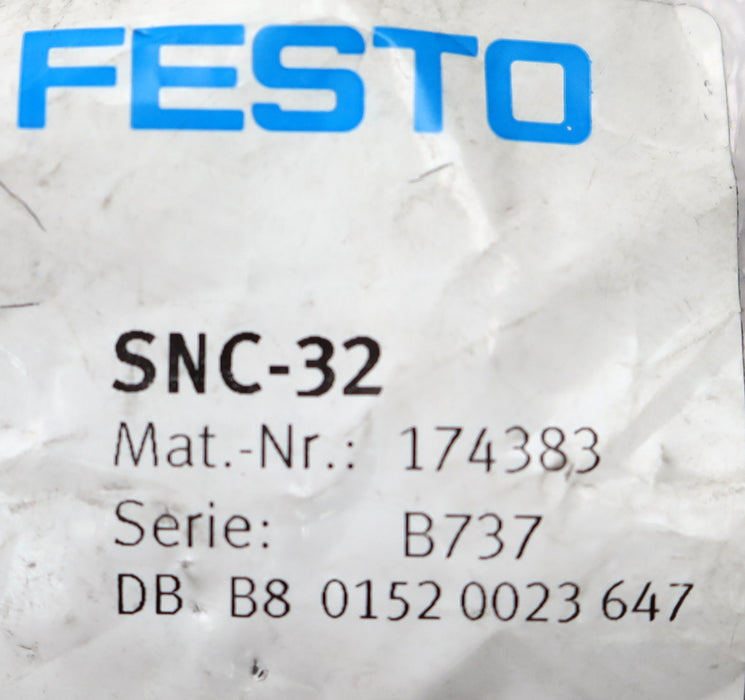 FESTO
SNC-32
Mat.-Nr.: 174383
Serie: B737
DB. B8 0152 0023 647